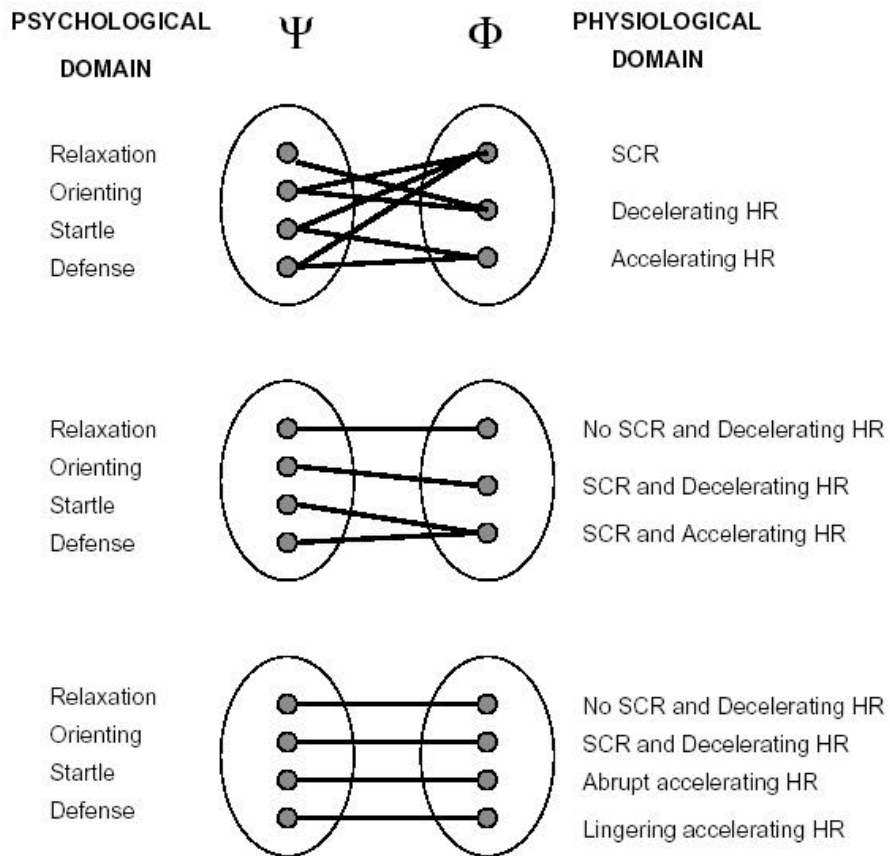 PSYCHOLOGICAL
DOMAIN
Ψ
Φ
PHYSIOLOGICAL
DOMAIN
Relaxation
Orienting
Startle
Defense
SCR
Decelerating HR
Accelerating HR
Relaxation
Orienting
Startle
Defense
No SCR and Decelerating HR
SCR and Decelerating HR
SCR and Accelerating HR
Relaxation
Orienting
Startle
Defense
No SCR and Decelerating HR
SCR and Decelerating HR
Abrupt accelerating HR
Lingering accelerating HR